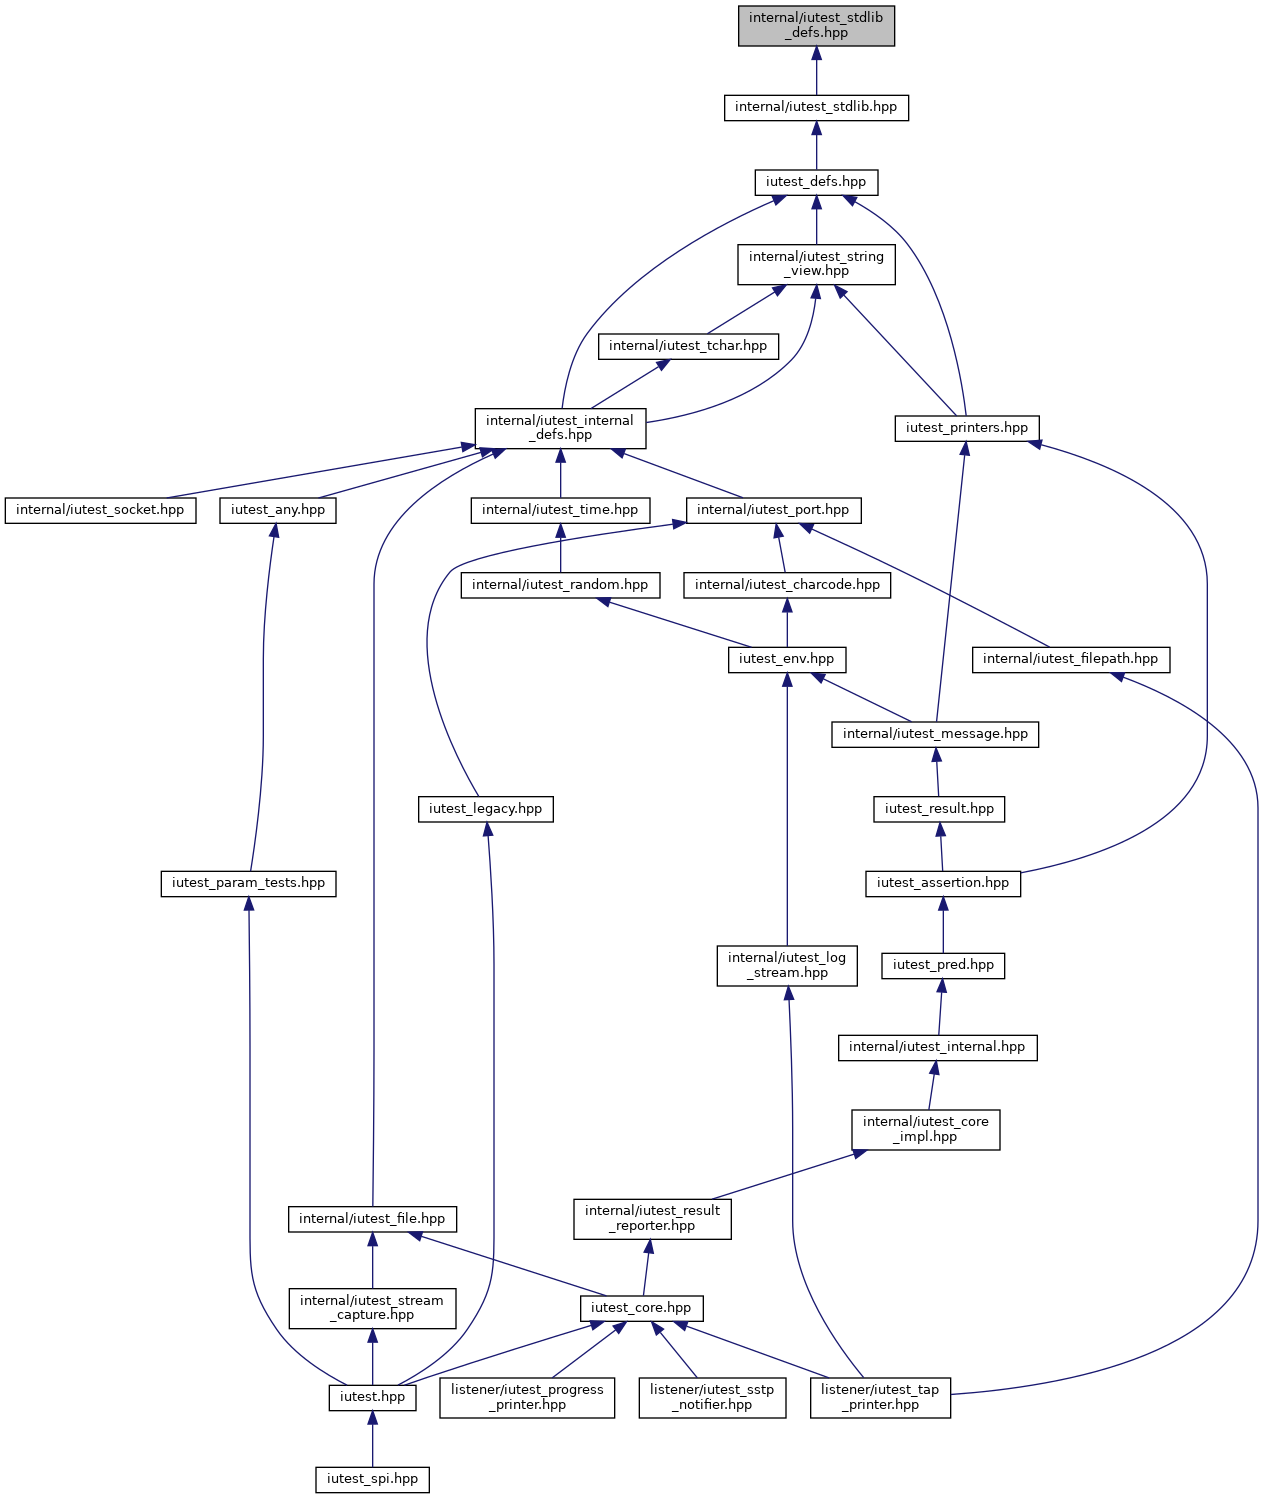 internal/iutest_stdlib
_defs.hpp
internal/iutest_stdlib.hpp
iutest_defs.hpp
internal/iutest_string
_view.hpp
internal/iutest_tchar.hpp
internal/iutest_internal
_defs.hpp
iutest_printers.hpp
internal/iutest_socket.hpp
iutest_any.hpp
internal/iutest_time.hpp
internal/iutest_port.hpp
internal/iutest_random.hpp
internal/iutest_charcode.hpp
iutest_env.hpp
internal/iutest_filepath.hpp
internal/iutest_message.hpp
iutest_legacy.hpp
iutest_result.hpp
iutest_param_tests.hpp
iutest_assertion.hpp
internal/iutest_log
_stream.hpp
iutest_pred.hpp
internal/iutest_internal.hpp
internal/iutest_core
_impl.hpp
internal/iutest_file.hpp
internal/iutest_result
_reporter.hpp
internal/iutest_stream
_capture.hpp
iutest_core.hpp
iutest.hpp
listener/iutest_progress
_printer.hpp
listener/iutest_sstp
_notifier.hpp
listener/iutest_tap
_printer.hpp
iutest_spi.hpp